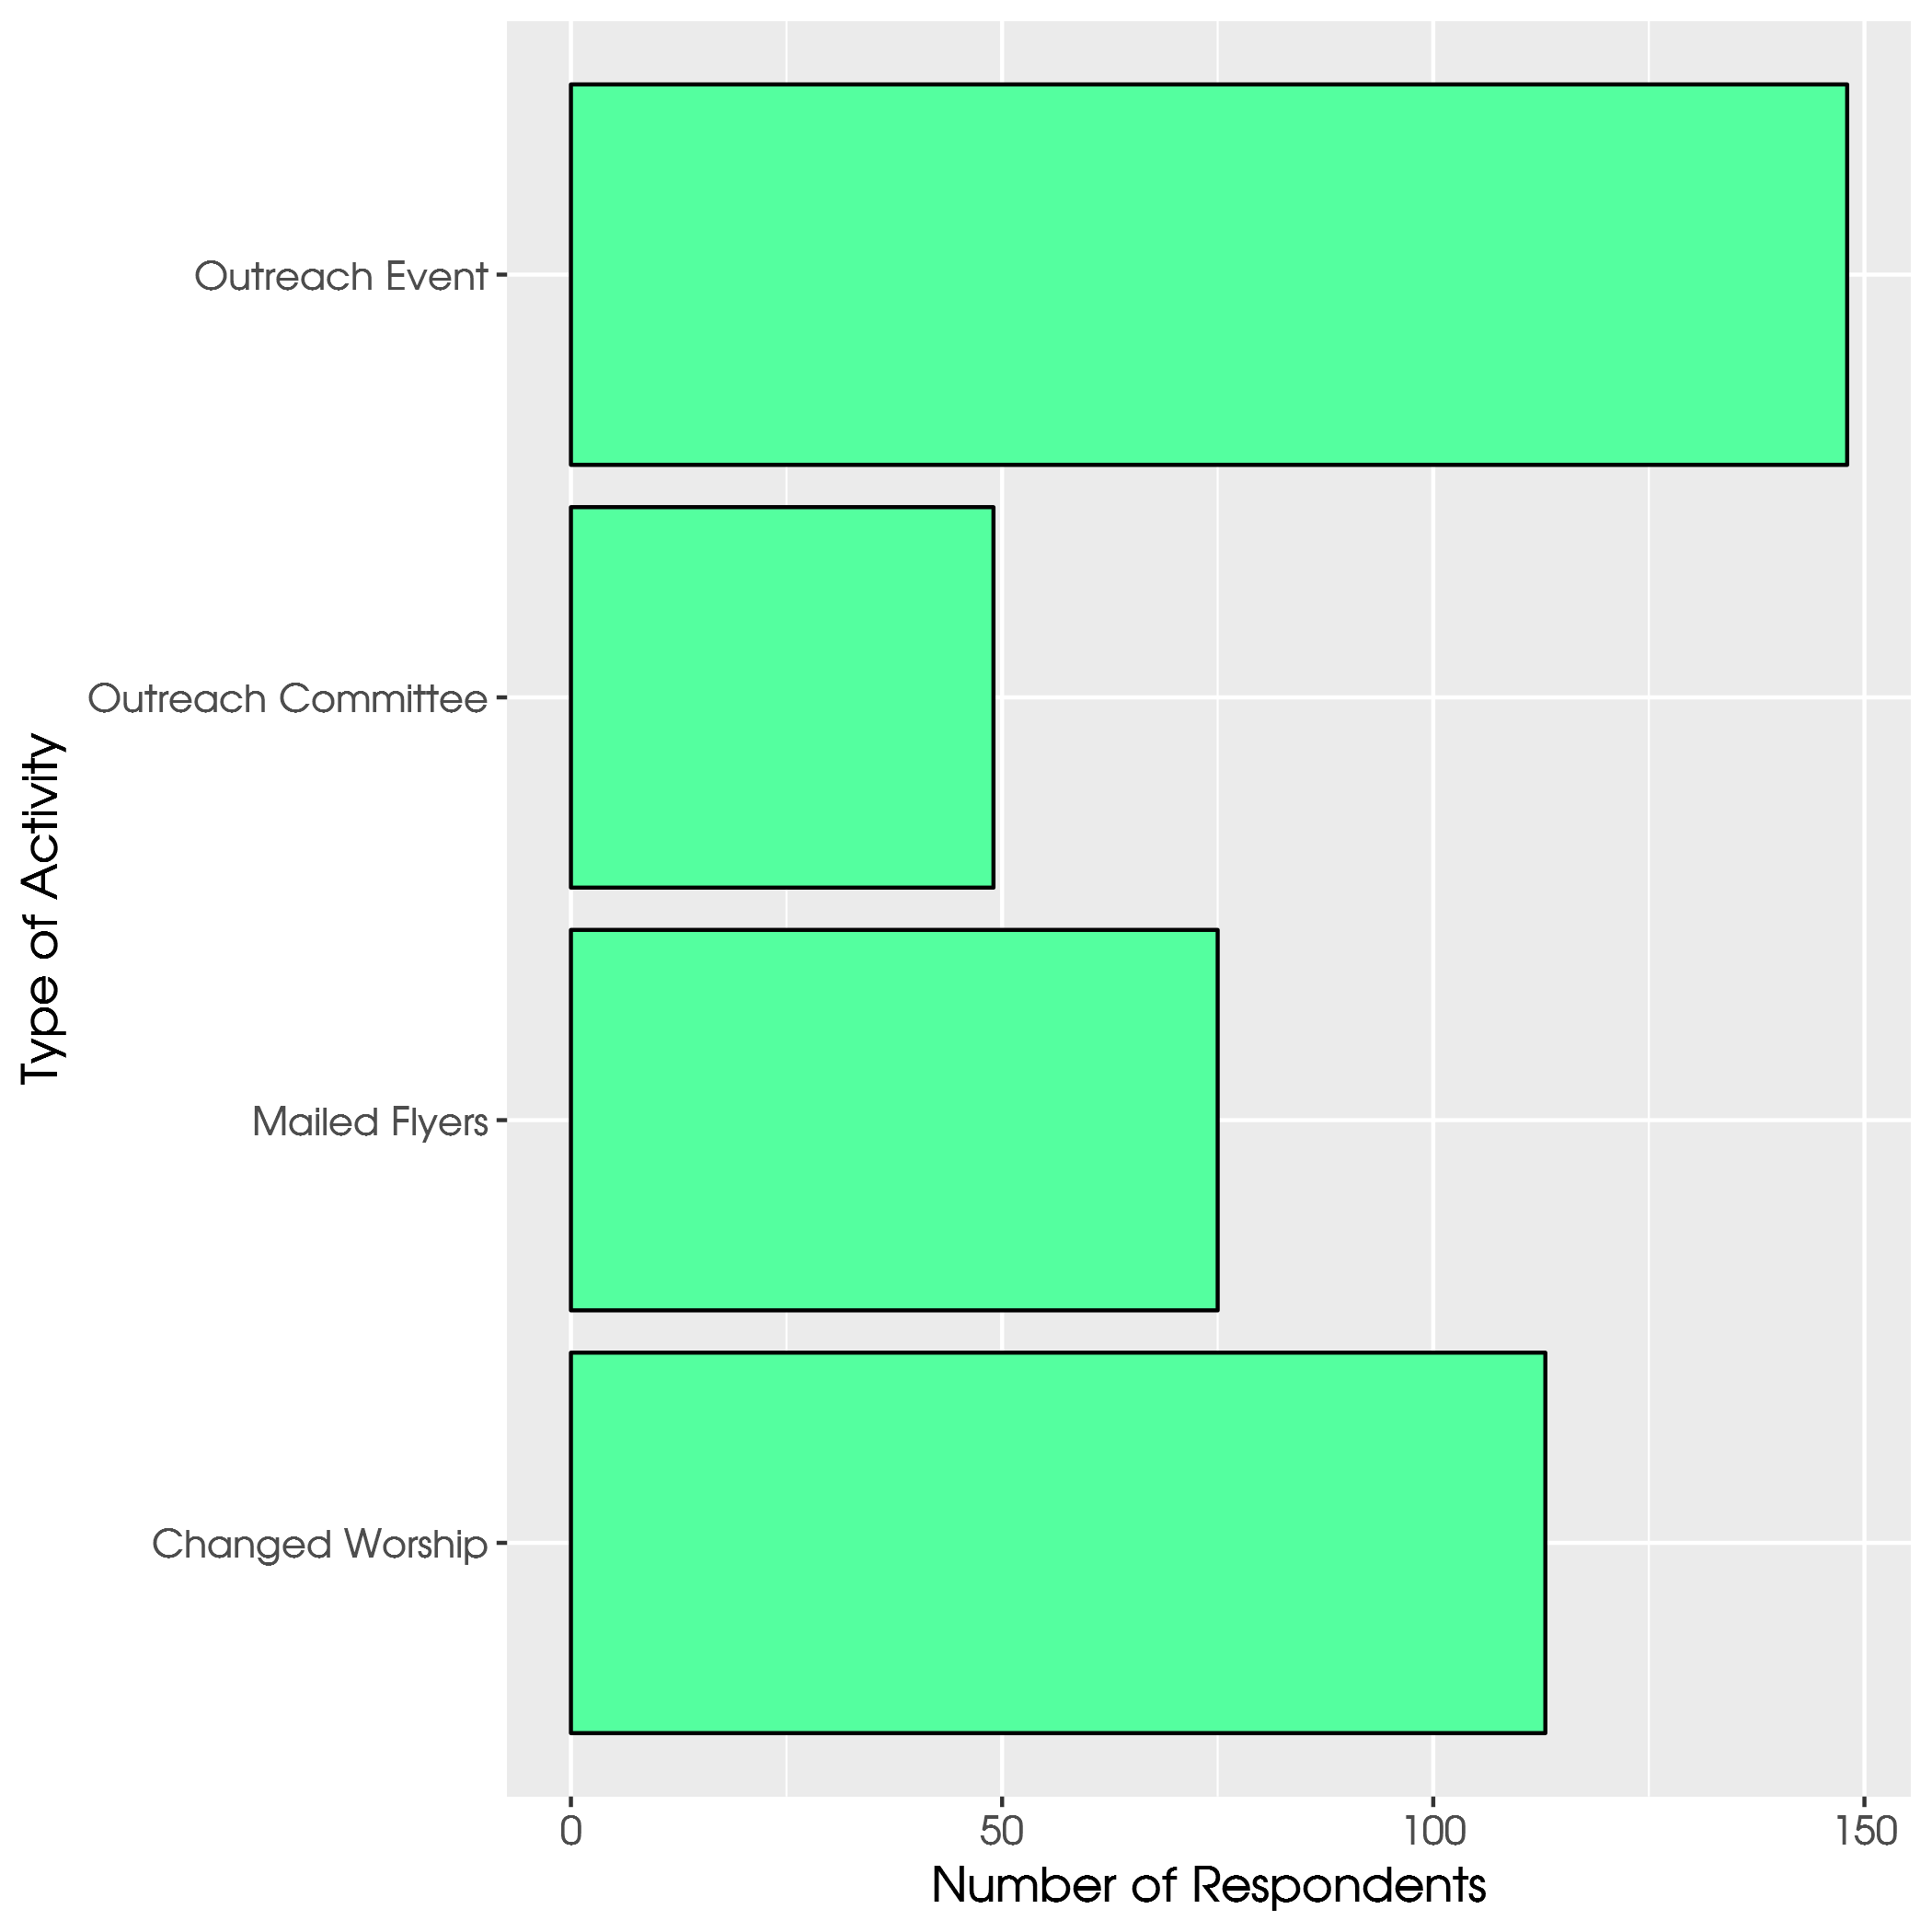 Outreach Event
Outreach Committee
Mailed Flyers
Changed Worship
Type of Activity
0 50 100 150
Number of Respondents